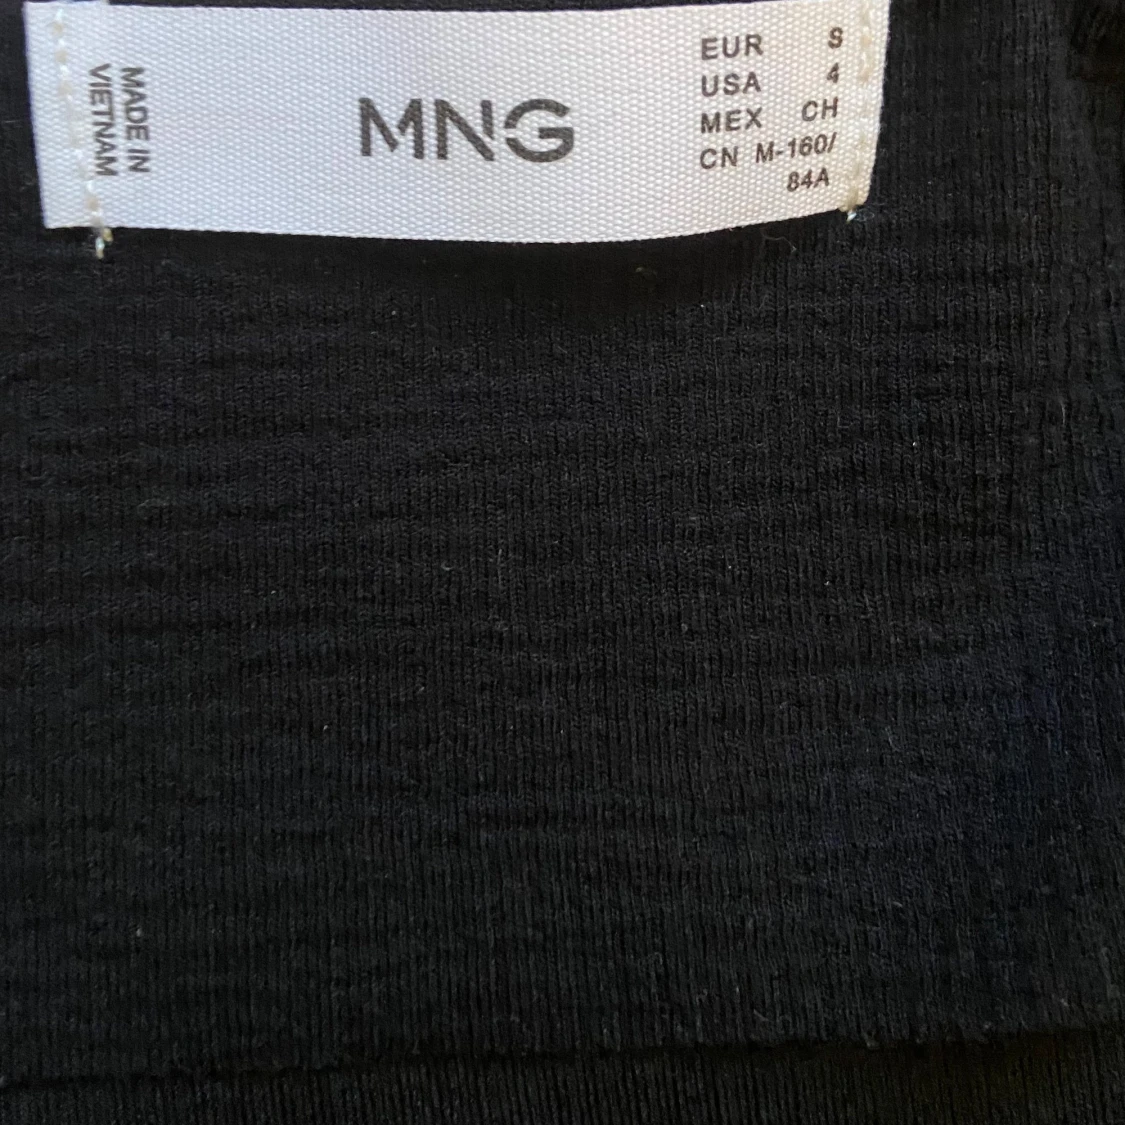 MADE IN
VIETNAM
MNG
EUR S
USA 4
MEX CH
CN M-160/
84A